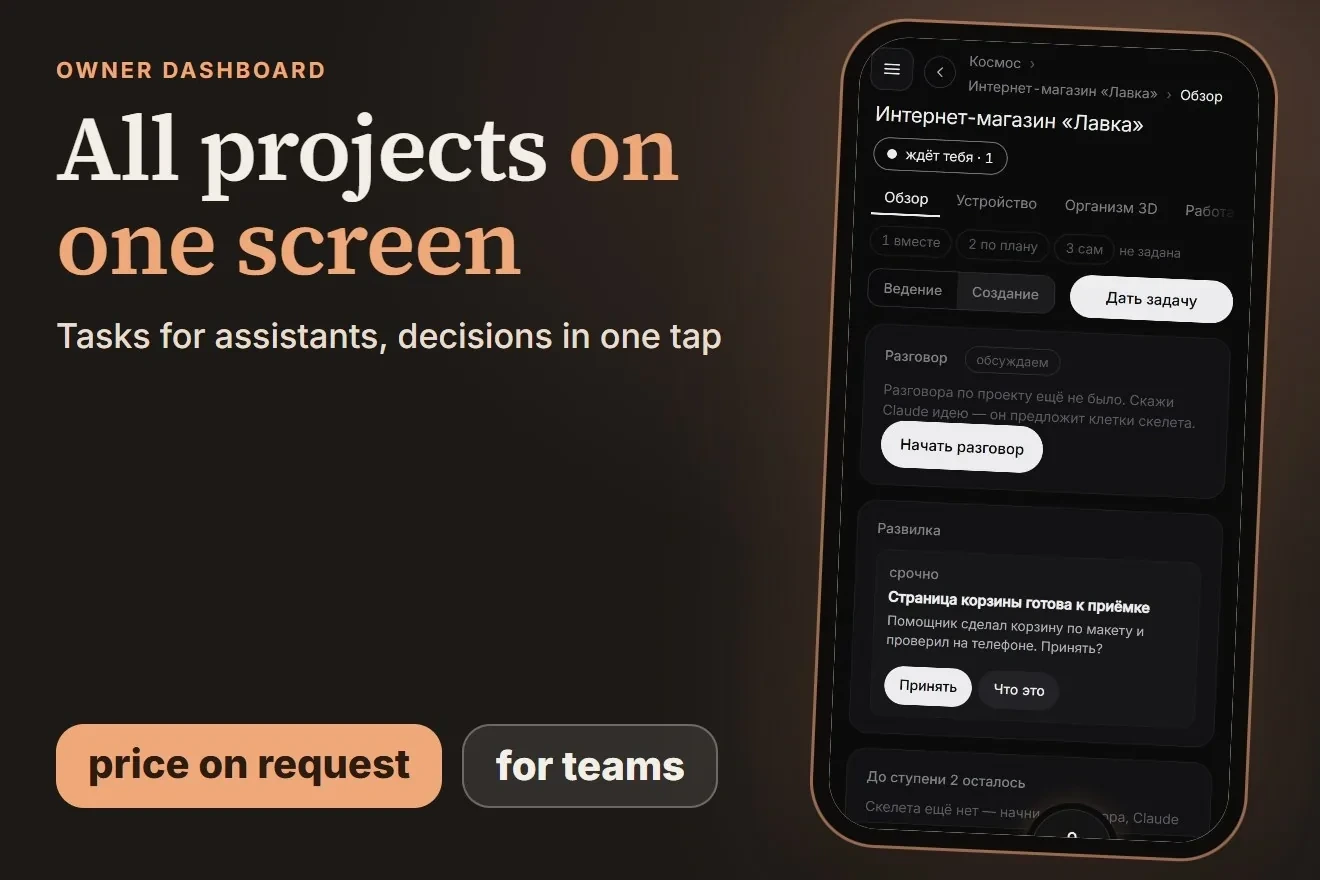 OWNER DASHBOARD
All projects on
one screen
Tasks for assistants, decisions in one tap
price on request
for teams
Космос ›
Интернет-магазин «Лавка» › Обзор
Интернет-магазин «Лавка»
ждёт тебя · 1
Обзор Устройство Организм 3D Работа
1 вместе 2 по плану 3 сам не задана
Ведение Создание Дать задачу
Разговор обсуждаем
Разговора по проекту ещё не было. Скажи
Claude идею — он предложит клетки скелета.
Начать разговор
Развилка
срочно
Страница корзины готова к приёмке
Помощник сделал корзину по макету и
проверил на телефоне. Принять?
Принять Что это
До ступени 2 осталось
Скелета ещё нет — начни Claude